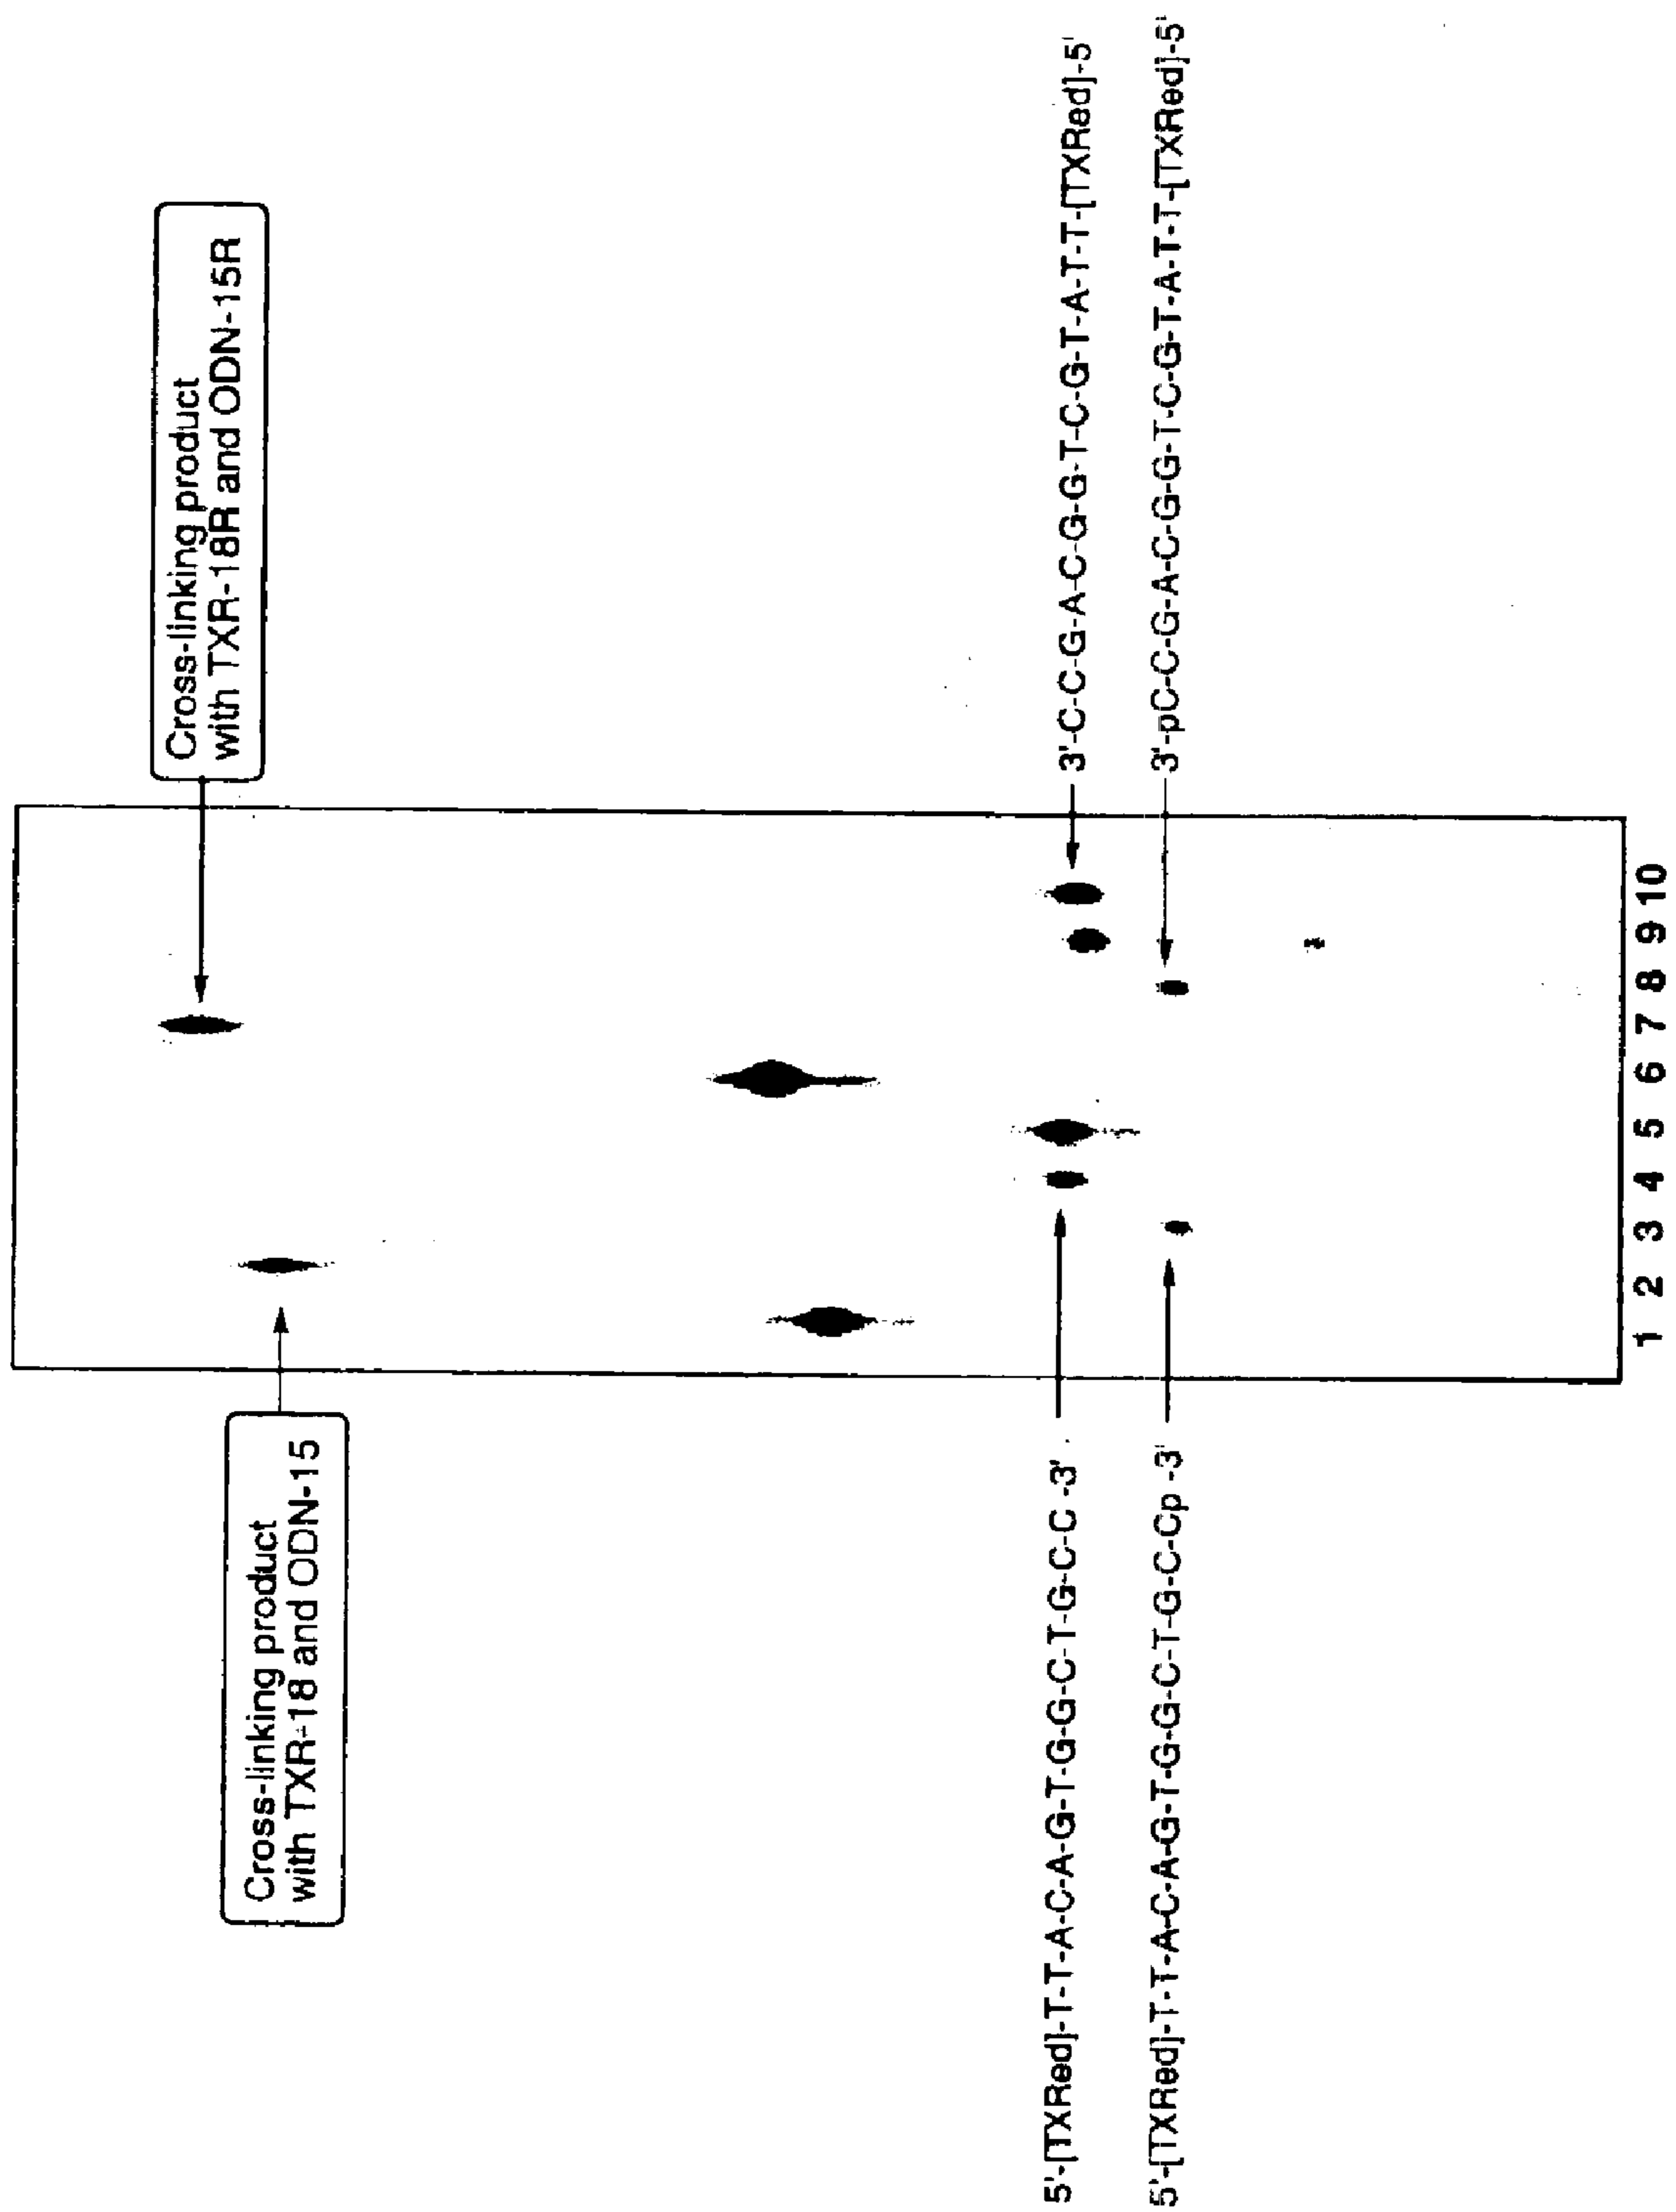 Cross-linking product
with TXR-18R and ODN-15R
Cross-linking product
with TXR-18 and ODN-15
5'-[TXRed]-T-T-A-C-A-G-T-G-G-C-T-G-C-C -3'
3'-C-C-G-A-C-G-G-T-C-G-T-A-T-T-[TXRed]-5'
5'-[TXRed]-T-T-A-C-A-G-T-G-G-C-T-G-C-Cp -3'
3'-pC-C-G-A-C-G-G-T-C-G-T-A-T-T-[TXRed]-5'
1 2 3 4 5 6 7 8 9 10